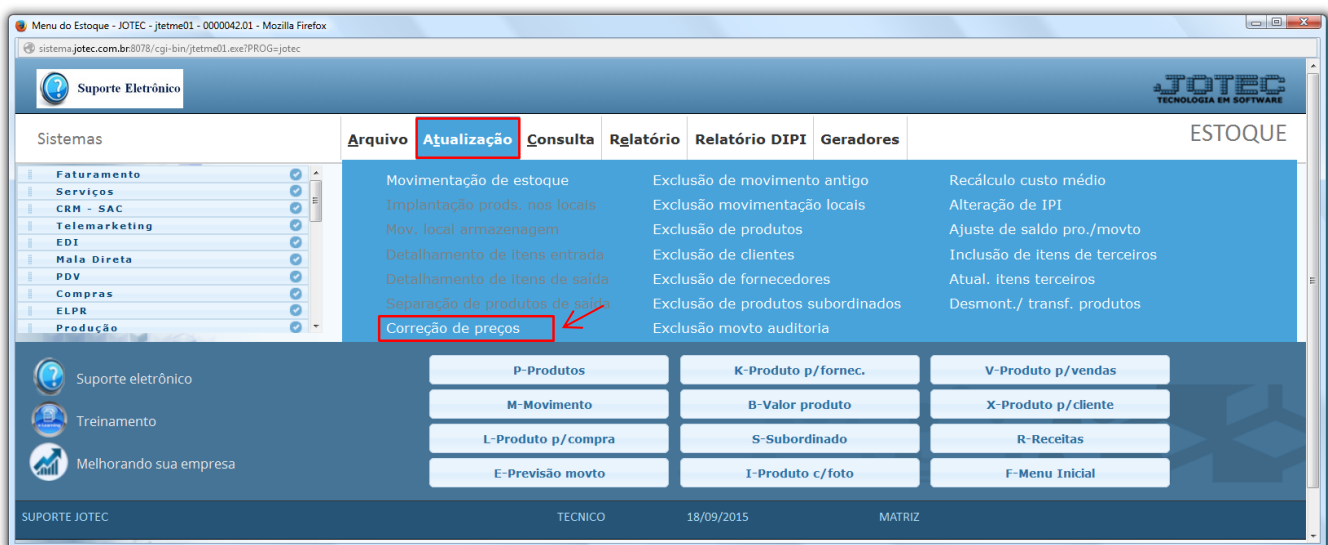 Menu do Estoque - JOTEC - jtetme01 - 0000042.01 - Mozilla Firefox
sistema.jotec.com.br:8078/cgi-bin/jtetme01.exe?PROG=jotec
Suporte Eletrônico
JOTEC
TECNOLOGIA EM SOFTWARE
Sistemas
Arquivo Atualização Consulta Relatório Relatório DIPI Geradores
ESTOQUE
Faturamento
Serviços
CRM - SAC
Telemarketing
EDI
Mala Direta
PDV
Compras
ELPR
Produção
Movimentação de estoque
Implantação prods. nos locais
Mov. local armazenagem
Detalhamento de itens entrada
Detalhamento de itens de saída
Separação de produtos de saída
Correção de preços
Exclusão de movimento antigo
Exclusão movimentação locais
Exclusão de produtos
Exclusão de clientes
Exclusão de fornecedores
Exclusão de produtos subordinados
Exclusão movto auditoria
Recálculo custo médio
Alteração de IPI
Ajuste de saldo pro./movto
Inclusão de itens de terceiros
Atual. itens terceiros
Desmont./ transf. produtos
Suporte eletrônico
Treinamento
Melhorando sua empresa
P-Produtos K-Produto p/fornec. V-Produto p/vendas
M-Movimento B-Valor produto X-Produto p/cliente
L-Produto p/compra S-Subordinado R-Receitas
E-Previsão movto I-Produto c/foto F-Menu Inicial
SUPORTE JOTEC TECNICO 18/09/2015 MATRIZ